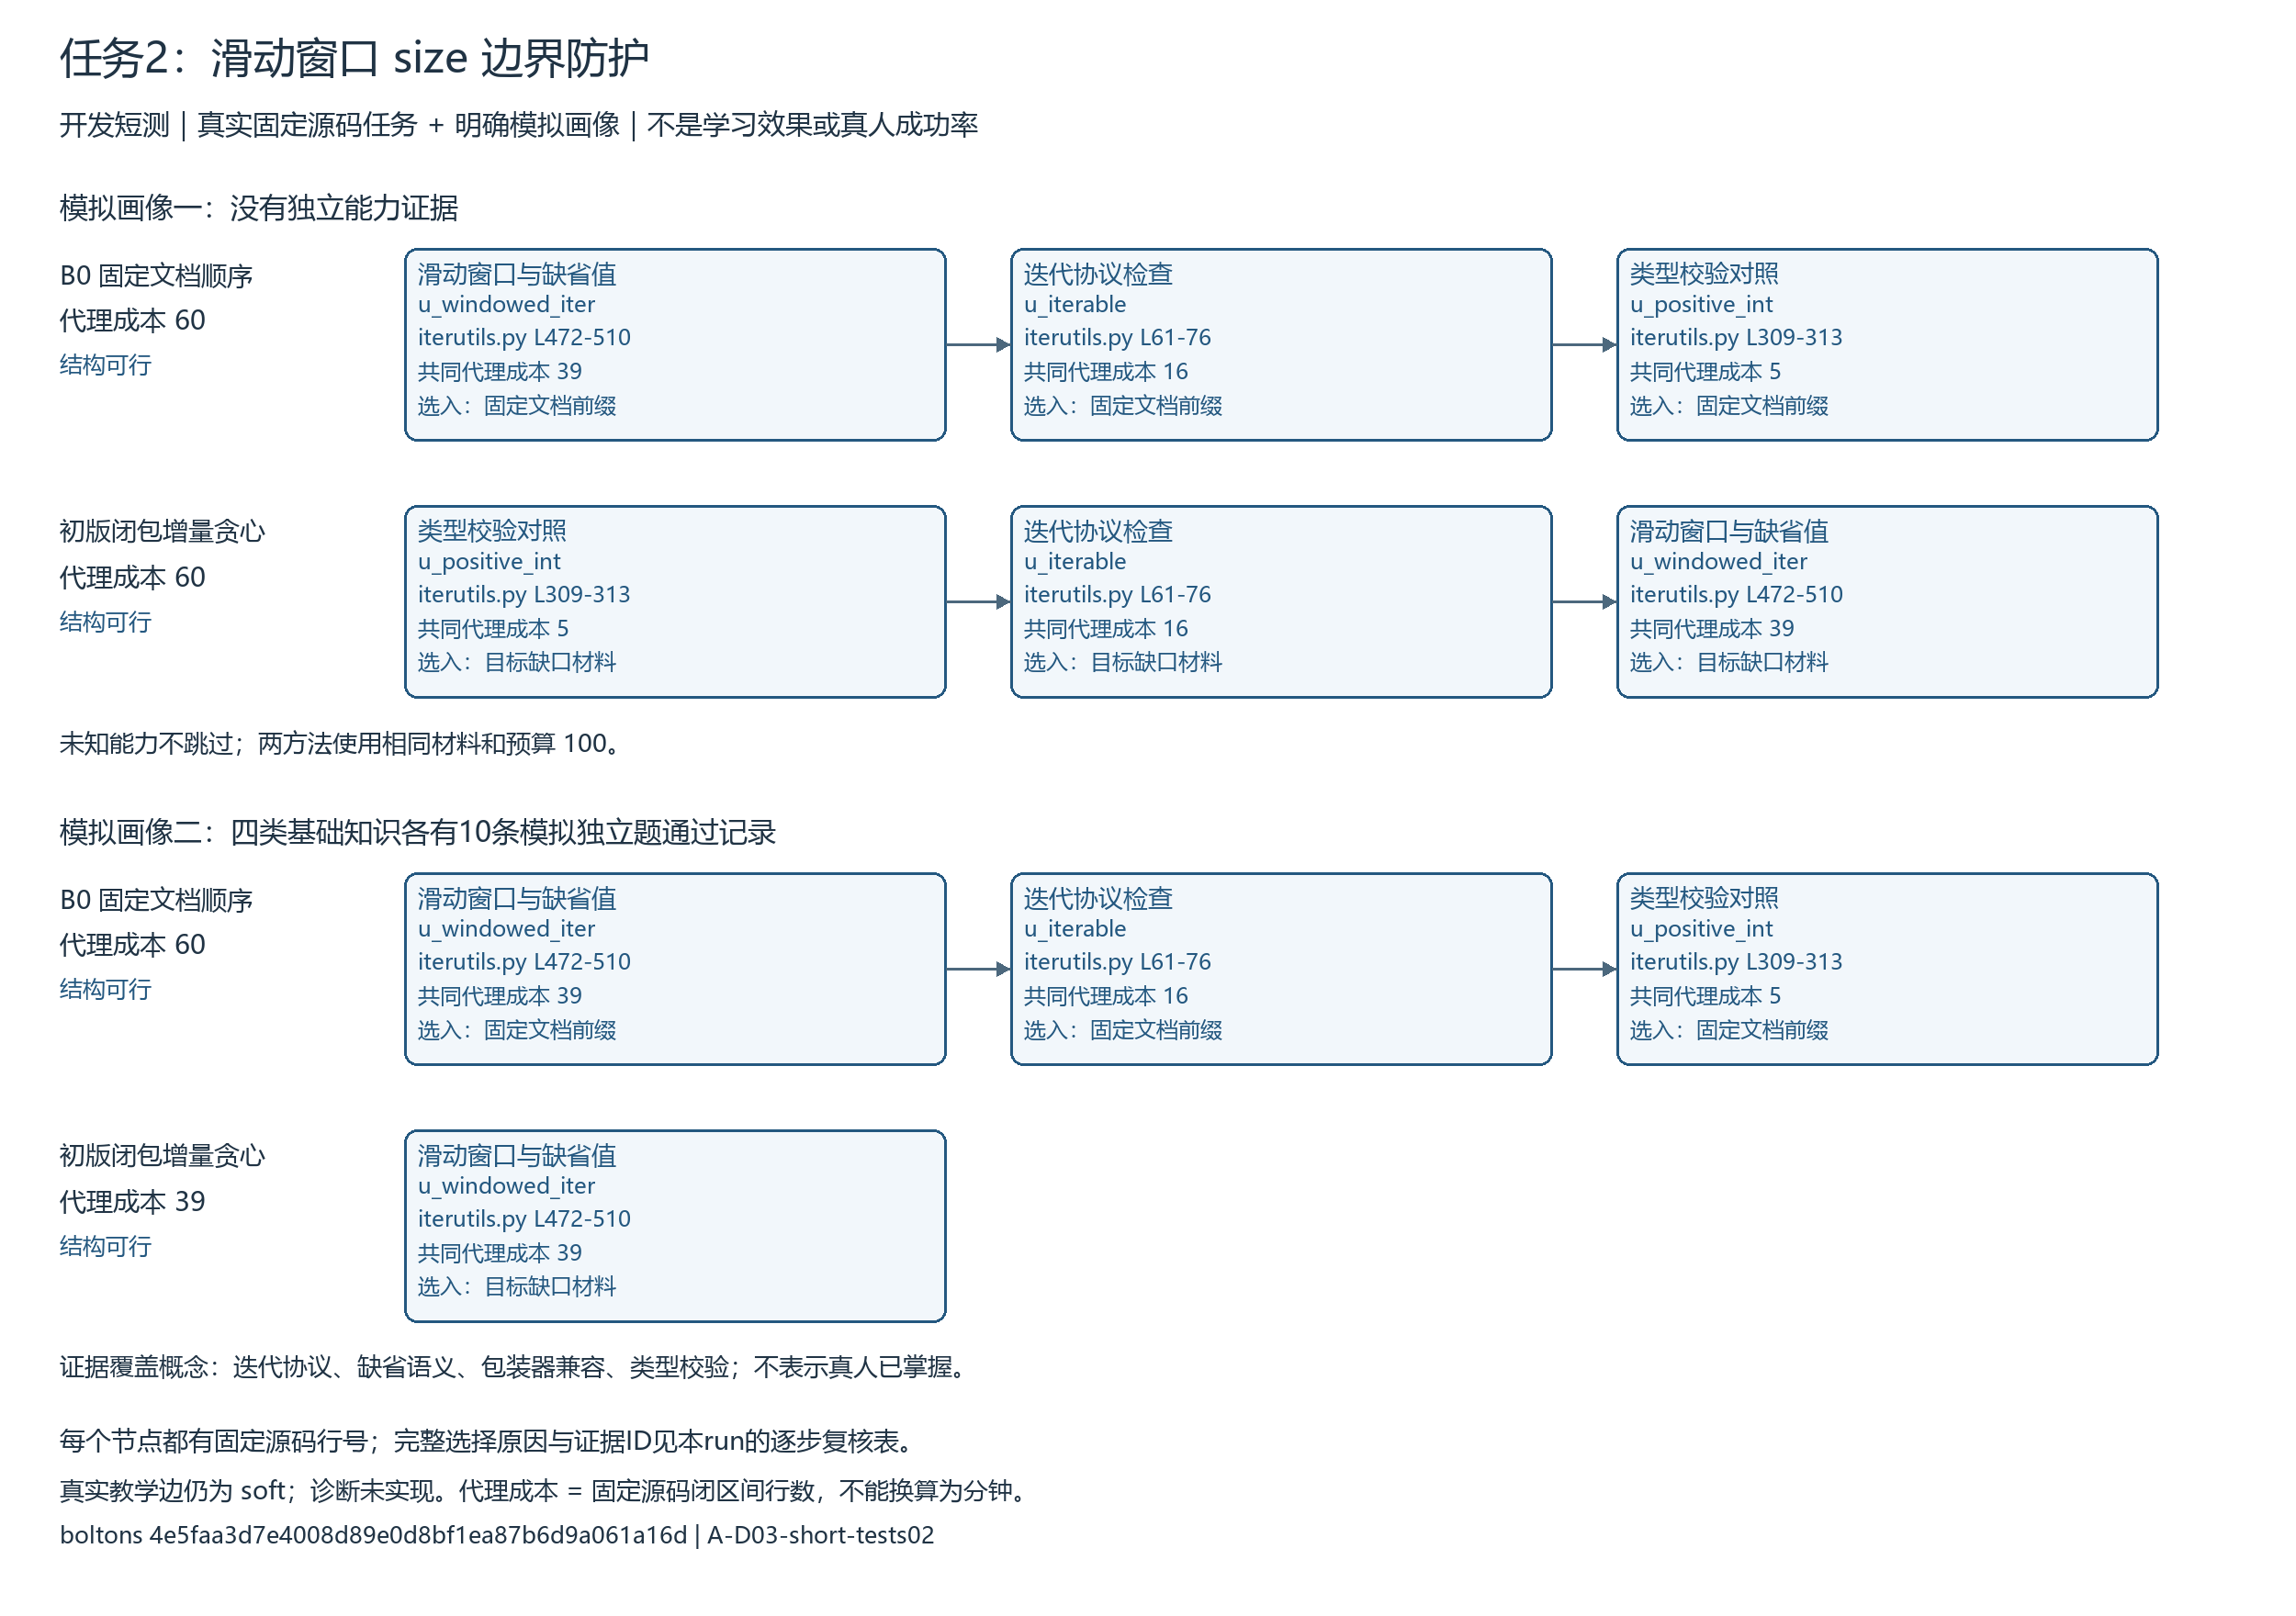 任务2：滑动窗口 size 边界防护
开发短测 | 真实固定源码任务 + 明确模拟画像 | 不是学习效果或真人成功率
模拟画像一：没有独立能力证据
B0 固定文档顺序
代理成本 60
结构可行
滑动窗口与缺省值
u_windowed_iter
iterutils.py L472-510
共同代理成本 39
选入：固定文档前缀
迭代协议检查
u_iterable
iterutils.py L61-76
共同代理成本 16
选入：固定文档前缀
类型校验对照
u_positive_int
iterutils.py L309-313
共同代理成本 5
选入：固定文档前缀
初版闭包增量贪心
代理成本 60
结构可行
类型校验对照
u_positive_int
iterutils.py L309-313
共同代理成本 5
选入：目标缺口材料
迭代协议检查
u_iterable
iterutils.py L61-76
共同代理成本 16
选入：目标缺口材料
滑动窗口与缺省值
u_windowed_iter
iterutils.py L472-510
共同代理成本 39
选入：目标缺口材料
未知能力不跳过；两方法使用相同材料和预算 100。
模拟画像二：四类基础知识各有10条模拟独立题通过记录
B0 固定文档顺序
代理成本 60
结构可行
滑动窗口与缺省值
u_windowed_iter
iterutils.py L472-510
共同代理成本 39
选入：固定文档前缀
迭代协议检查
u_iterable
iterutils.py L61-76
共同代理成本 16
选入：固定文档前缀
类型校验对照
u_positive_int
iterutils.py L309-313
共同代理成本 5
选入：固定文档前缀
初版闭包增量贪心
代理成本 39
结构可行
滑动窗口与缺省值
u_windowed_iter
iterutils.py L472-510
共同代理成本 39
选入：目标缺口材料
证据覆盖概念：迭代协议、缺省语义、包装器兼容、类型校验；不表示真人已掌握。
每个节点都有固定源码行号；完整选择原因与证据ID见本run的逐步复核表。
真实教学边仍为 soft；诊断未实现。代理成本 = 固定源码闭区间行数，不能换算为分钟。
boltons 4e5faa3d7e4008d89e0d8bf1ea87b6d9a061a16d | A-D03-short-tests02